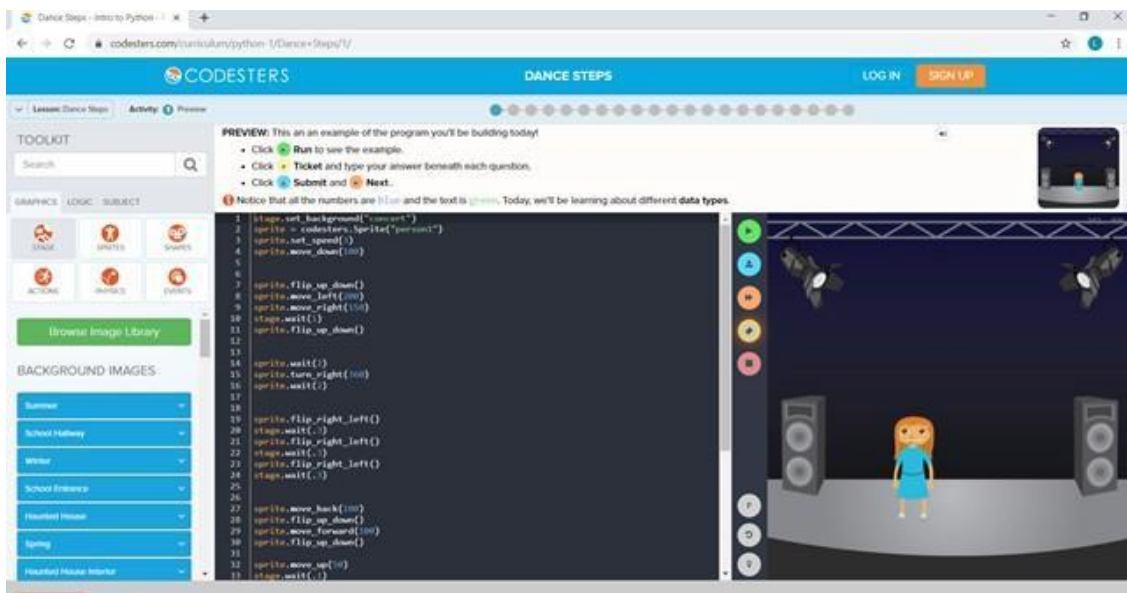 Dance Steps - Intro to Python - 
codesters.com/curriculum/python-1/Dance+Steps/1/
CODESTERS
DANCE STEPS
LOG IN
SIGN UP
Lesson: Dance Steps
Activity: 1 Preview
TOOLKIT
Search
GRAPHICS LOGIC SUBJECT
STAGE SPRITES SHAPES
ACTIONS PHYSICS EVENTS
Browse Image Library
BACKGROUND IMAGES
Summer
School Hallway
Winter
School Entrance
Haunted House
Spring
Haunted House Interior
PREVIEW: This an an example of the program you'll be building today!
• Click Run to see the example.
• Click Ticket and type your answer beneath each question.
• Click Submit and Next.
Notice that all the numbers are blue and the text is green. Today, we'll be learning about different data types.
1 stage.set_background("concert")
2 sprite = codesters.Sprite("person1")
3 sprite.set_speed(3)
4 sprite.move_down(100)
5
6
7 sprite.flip_up_down()
8 sprite.move_left(200)
9 sprite.move_right(150)
10 stage.wait(1)
11 sprite.flip_up_down()
12
13
14 sprite.wait(2)
15 sprite.turn_right(360)
16 sprite.wait(2)
17
18
19 sprite.flip_right_left()
20 stage.wait(.3)
21 sprite.flip_right_left()
22 stage.wait(.3)
23 sprite.flip_right_left()
24 stage.wait(.3)
25
26
27 sprite.move_back(100)
28 sprite.flip_up_down()
29 sprite.move_forward(100)
30 sprite.flip_up_down()
31
32 sprite.move_up(50)
33 stage.wait(.3)